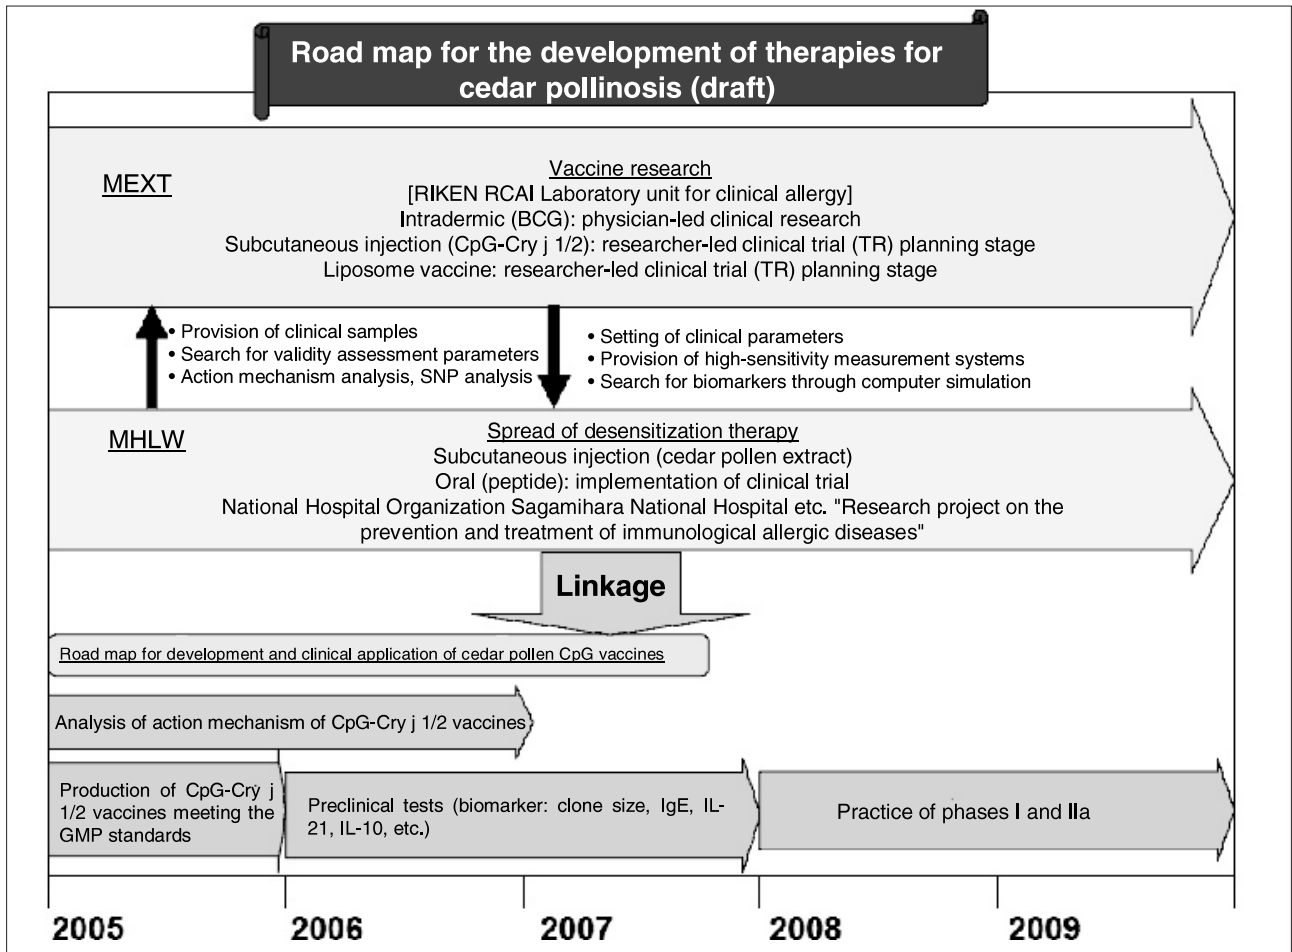 Road map for the development of therapies for
cedar pollinosis (draft)
MEXT
Vaccine research
[RIKEN RCAI Laboratory unit for clinical allergy]
Intradermic (BCG): physician-led clinical research
Subcutaneous injection (CpG-Cry j 1/2): researcher-led clinical trial (TR) planning stage
Liposome vaccine: researcher-led clinical trial (TR) planning stage
• Provision of clinical samples
• Search for validity assessment parameters
• Action mechanism analysis, SNP analysis
• Setting of clinical parameters
• Provision of high-sensitivity measurement systems
• Search for biomarkers through computer simulation
MHLW
Spread of desensitization therapy
Subcutaneous injection (cedar pollen extract)
Oral (peptide): implementation of clinical trial
National Hospital Organization Sagamihara National Hospital etc. "Research project on the
prevention and treatment of immunological allergic diseases"
Linkage
Road map for development and clinical application of cedar pollen CpG vaccines
Analysis of action mechanism of CpG-Cry j 1/2 vaccines
Production of CpG-Cry j
1/2 vaccines meeting the
GMP standards
Preclinical tests (biomarker: clone size, IgE, IL-
21, IL-10, etc.)
Practice of phases I and IIa
2005
2006
2007
2008
2009